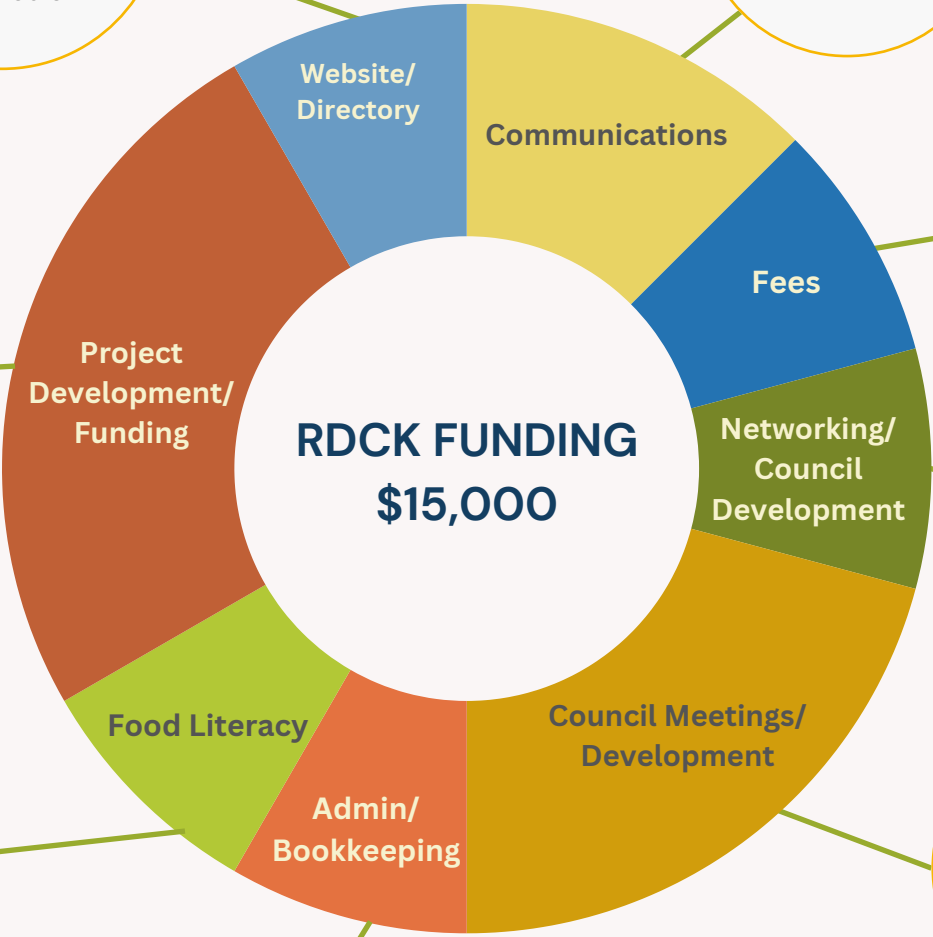 Website/
Directory
Communications
Fees
Project
Development/
Funding
Networking/
Council
Development
RDCK FUNDING
$15,000
Food Literacy
Council Meetings/
Development
Admin/
Bookkeeping